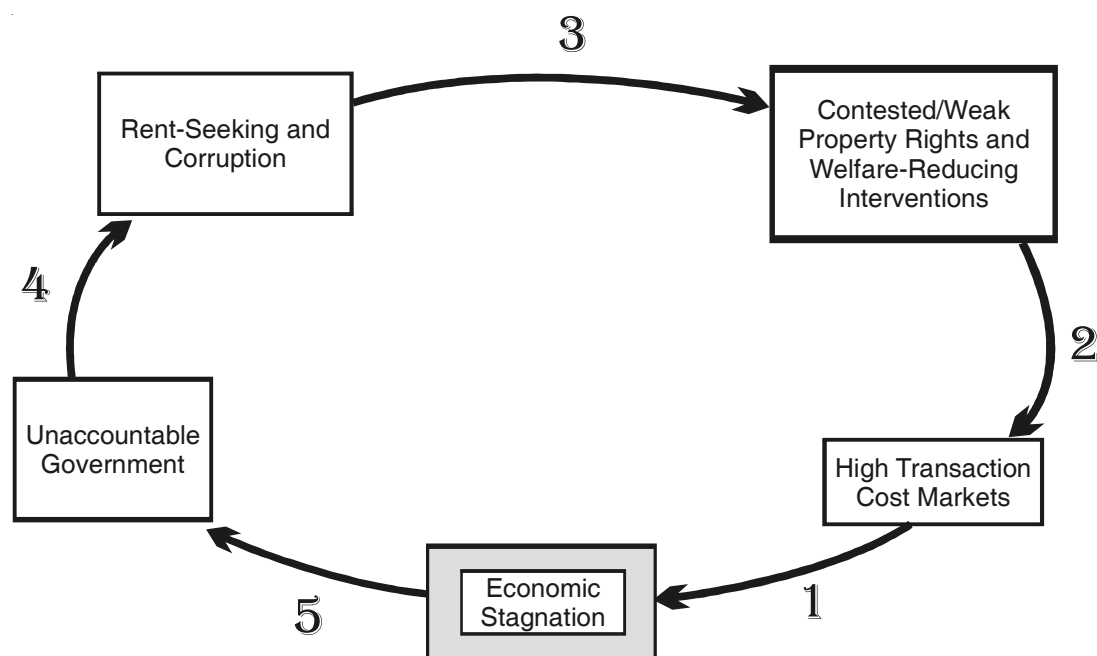 3
Rent-Seeking and
Corruption
Contested/Weak
Property Rights and
Welfare-Reducing
Interventions
4
2
Unaccountable
Government
High Transaction
Cost Markets
Economic
Stagnation
5
1